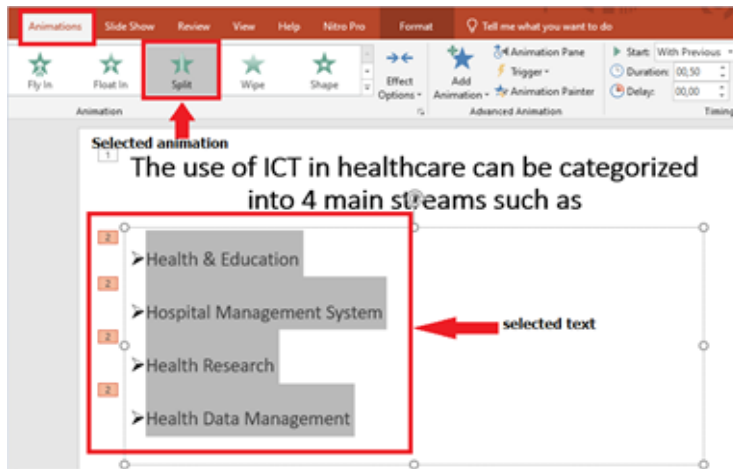 Animations Slide Show Review View Help Nitro Pro Format Tell me what you want to do
Fly In Float In Split Wipe Shape Effect Options Add Animation Animation Pane Trigger Animation Painter Start: With Previous Duration: 00,50 Delay: 00,00
Animation Advanced Animation Timing
Selected animation
1
The use of ICT in healthcare can be categorized
into 4 main streams such as
2
➢Health & Education
2
➢Hospital Management System
selected text
2
➢Health Research
2
➢Health Data Management